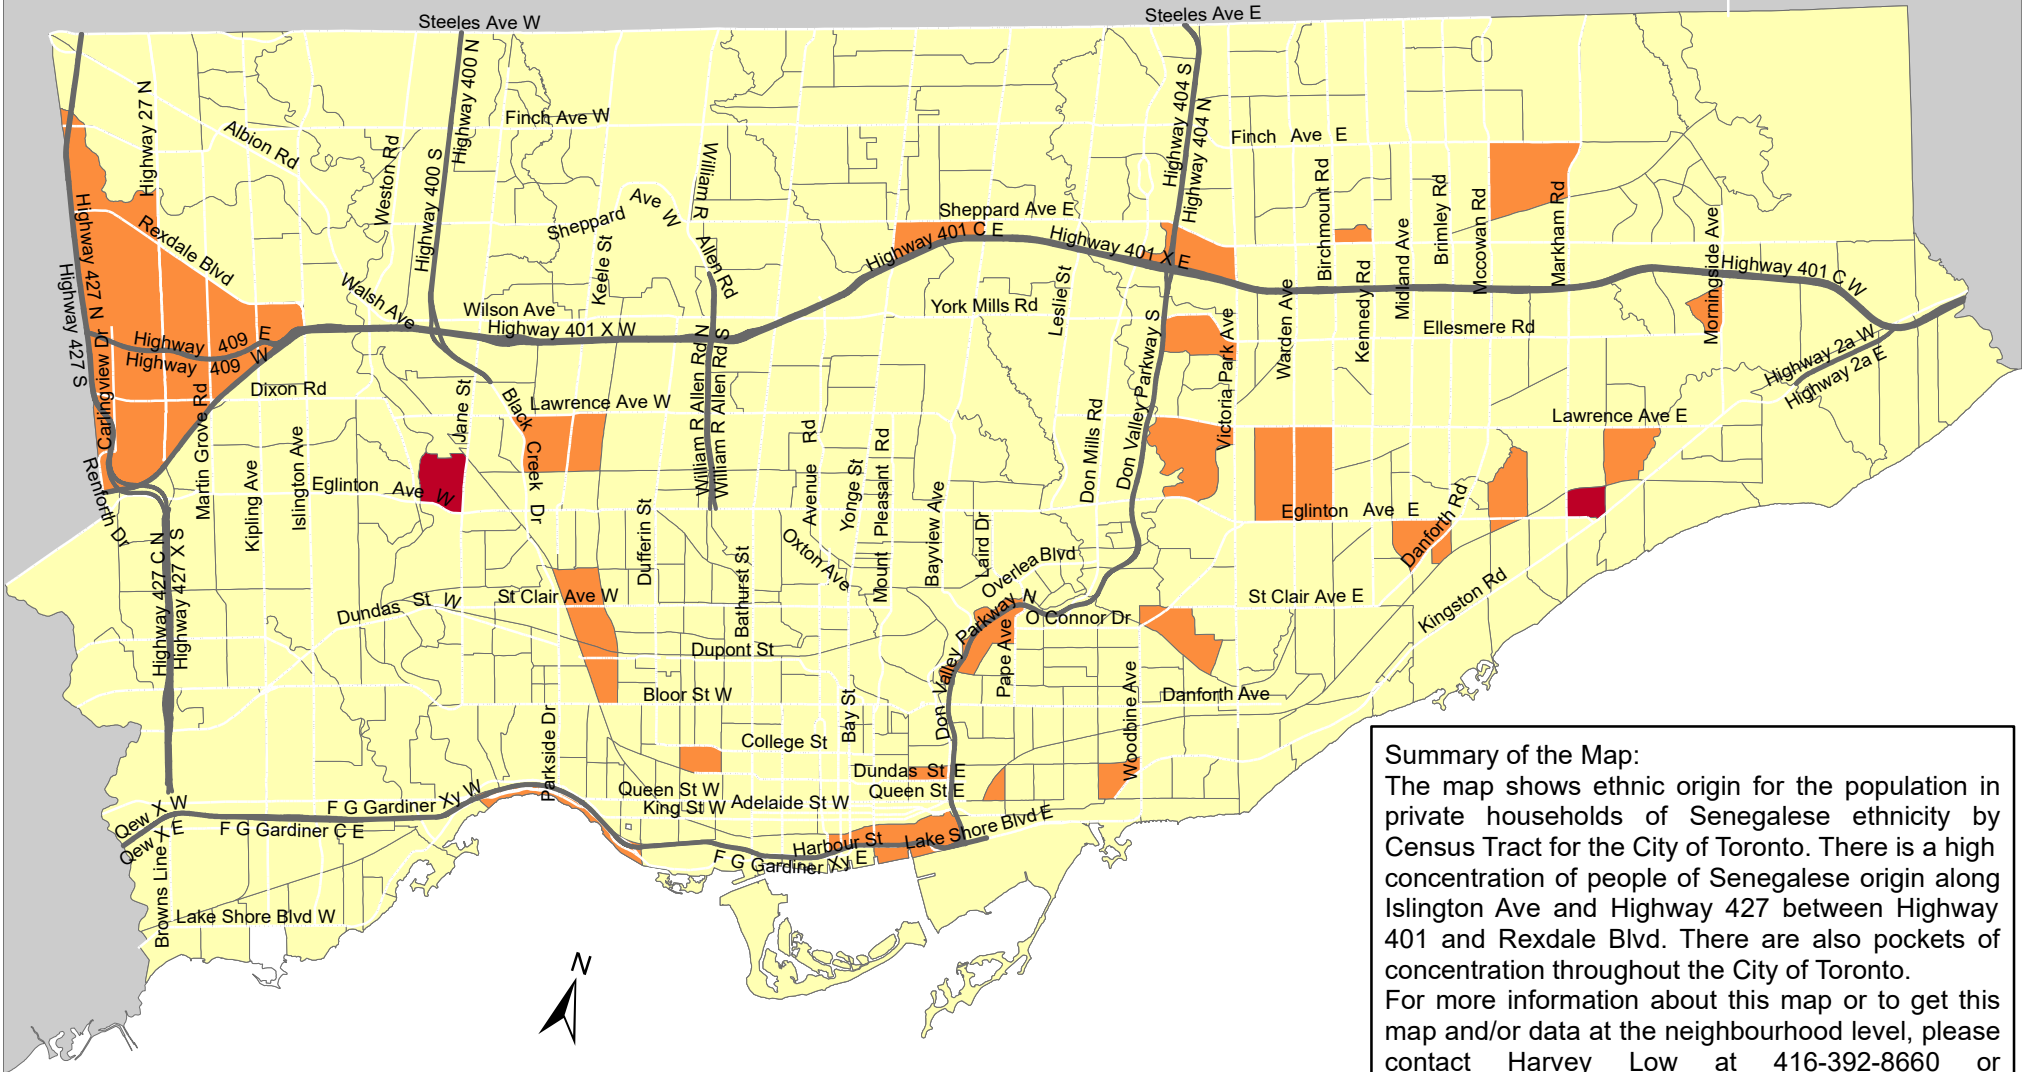 Steeles Ave W
Steeles Ave E
Highway 400 N
Highway 404 S
Highway 27 N
Finch Ave W
Albion Rd
Weston Rd
Highway 400 S
William R Allen Rd
Highway 404 N
Finch Ave E
Birchmount Rd
Brimley Rd
Mccowan Rd
Markham Rd
Morningside Ave
Highway 427 N
Rexdale Blvd
Sheppard Ave W
Keele St
Sheppard Ave E
Highway 401 C E
Highway 401 X E
Midland Ave
Highway 427 S
Walsh Ave
Wilson Ave
Highway 401 X W
York Mills Rd
Leslie St
Warden Ave
Kennedy Rd
Ellesmere Rd
Highway 401 C W
Highway 2a W
Highway 2a E
Highway 409 E
Highway 409 W
Carlingview Dr
Dixon Rd
Martin Grove Rd
Jane St
Black Creek Dr
Lawrence Ave W
William R Allen Rd N
William R Allen Rd S
Don Valley Parkway S
Victoria Park Ave
Lawrence Ave E
Renforth Dr
Kipling Ave
Islington Ave
Eglinton Ave W
Avenue Rd
Yonge St
Mount Pleasant Rd
Don Mills Rd
Eglinton Ave E
Danforth Rd
Highway 427 C N
Highway 427 X S
Dufferin St
Bathurst St
Oxton Ave
Bayview Ave
Laird Dr
Overlea Blvd
Dundas St W
St Clair Ave W
Don Valley Parkway N
O Connor Dr
St Clair Ave E
Kingston Rd
Dupont St
Pape Ave
Bloor St W
Bay St
Woodbine Ave
Danforth Ave
Parkside Dr
College St
Dundas St E
Queen St W
Queen St E
King St W
Adelaide St W
Qew X W
Qew X E
F G Gardiner Xy W
F G Gardiner C E
Harbour St
Lake Shore Blvd E
F G Gardiner Xy E
Browns Line
Lake Shore Blvd W
N
Summary of the Map:
The map shows ethnic origin for the population in
private households of Senegalese ethnicity by
Census Tract for the City of Toronto. There is a high
concentration of people of Senegalese origin along
Islington Ave and Highway 427 between Highway
401 and Rexdale Blvd. There are also pockets of
concentration throughout the City of Toronto.
For more information about this map or to get this
map and/or data at the neighbourhood level, please
contact Harvey Low at 416-392-8660 or